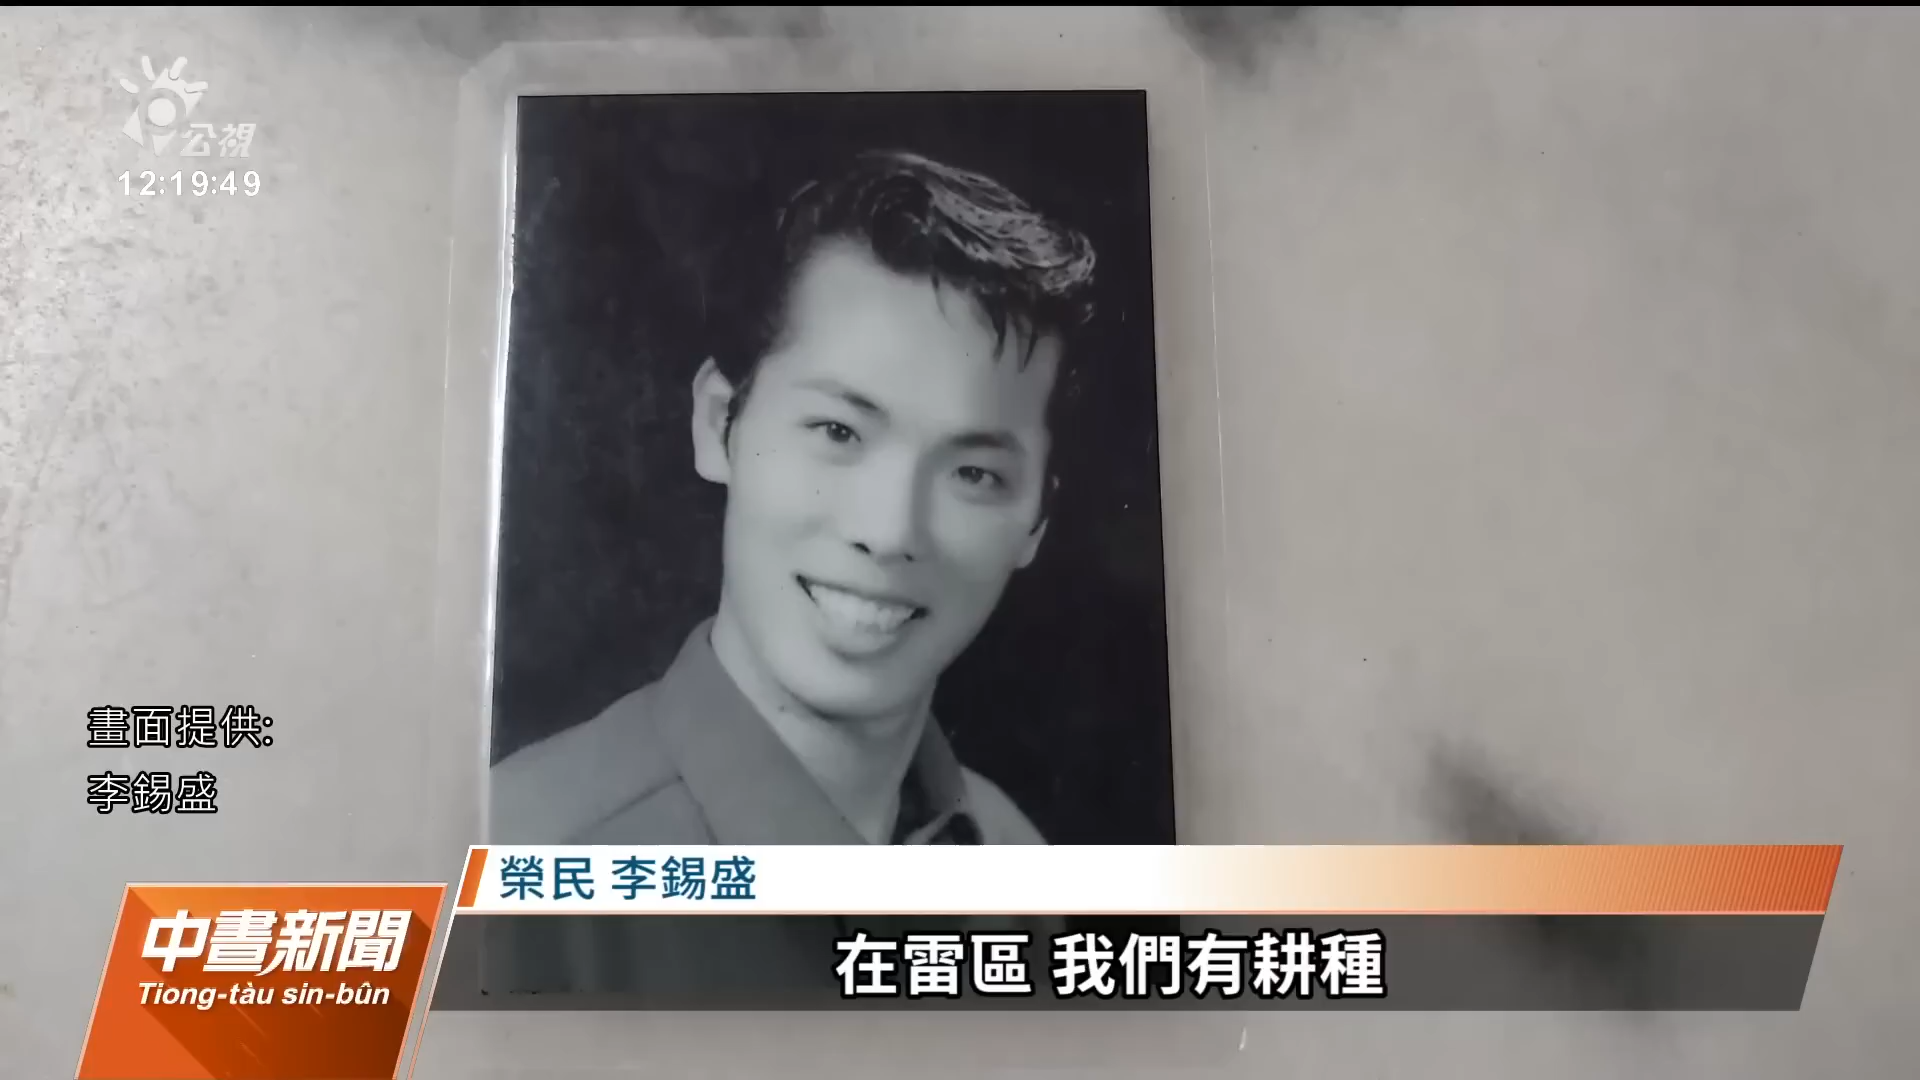 公視
12:19:49
畫面提供:
李錫盛
榮民 李錫盛
在雷區 我們有耕種
中晝新聞
Tiong-tàu sin-bûn